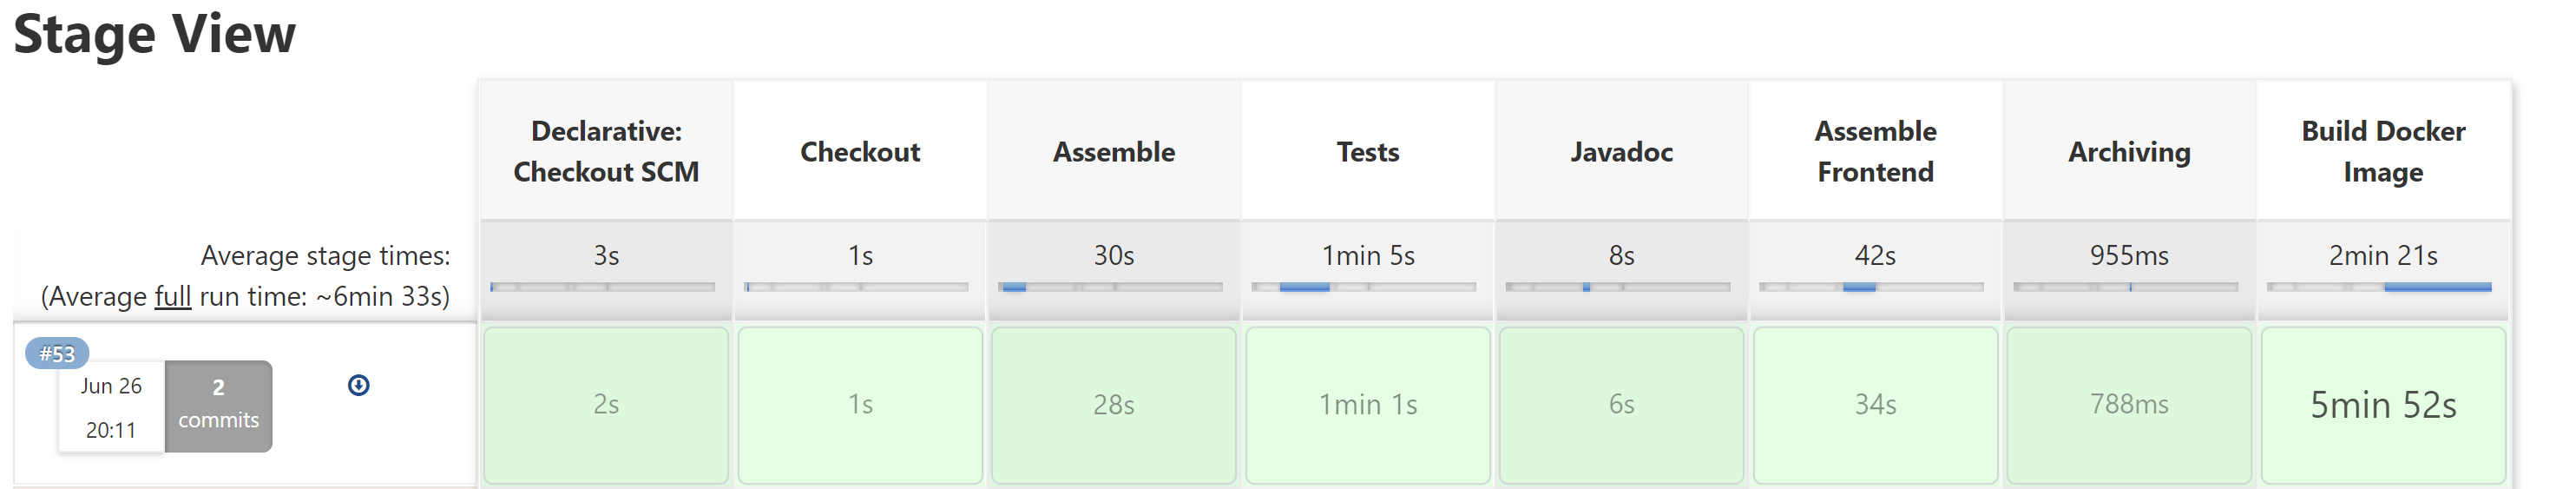 Stage View
Declarative:
Checkout SCM
Checkout
Assemble
Tests
Javadoc
Assemble
Frontend
Archiving
Build Docker
Image
Average stage times:
(Average full run time: ~6min 33s)
3s
1s
30s
1min 5s
8s
42s
955ms
2min 21s
#53
Jun 26
20:11
2
commits
2s
1s
28s
1min 1s
6s
34s
788ms
5min 52s